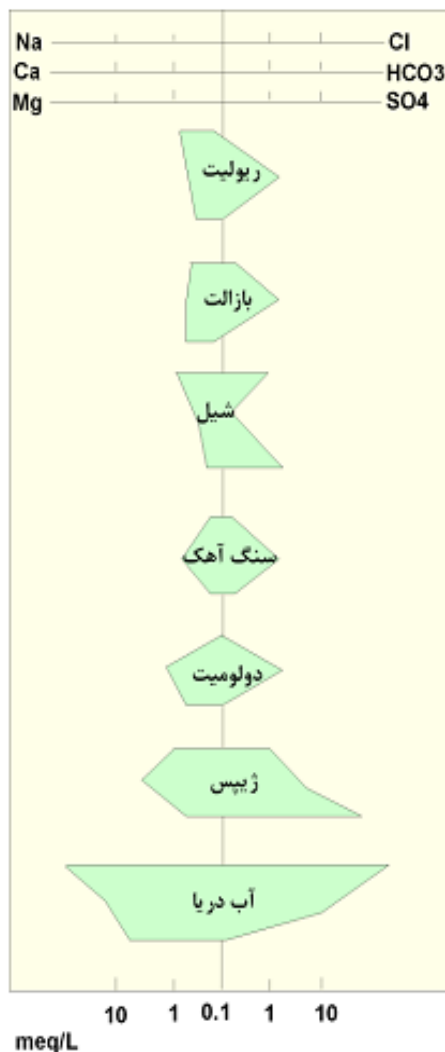 Na Cl
Ca HCO3
Mg SO4
ریولیت
بازالت
شیل
سنگ آهک
دولومیت
ژیپس
آب دریا
10 1 0.1 1 10
meq/L